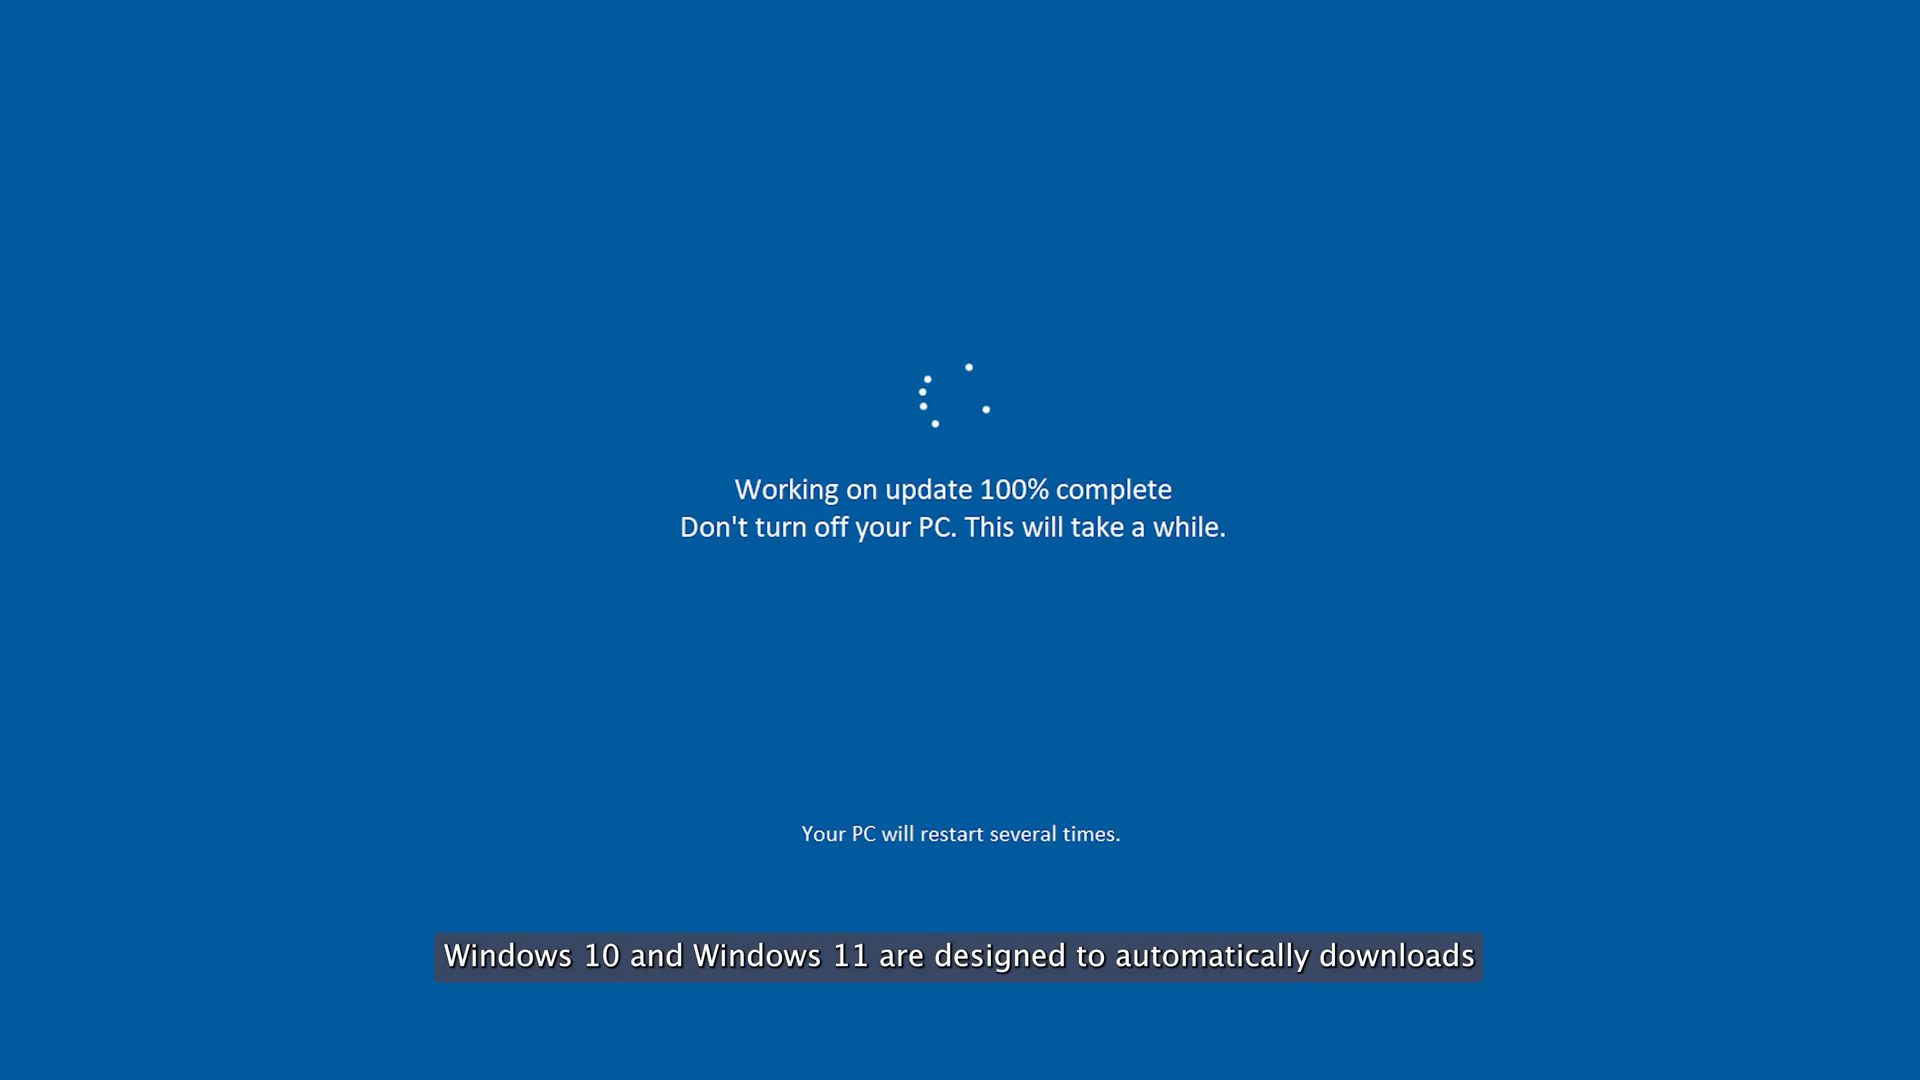 Working on update 100% complete
Don't turn off your PC. This will take a while.
Your PC will restart several times.
Windows 10 and Windows 11 are designed to automatically downloads